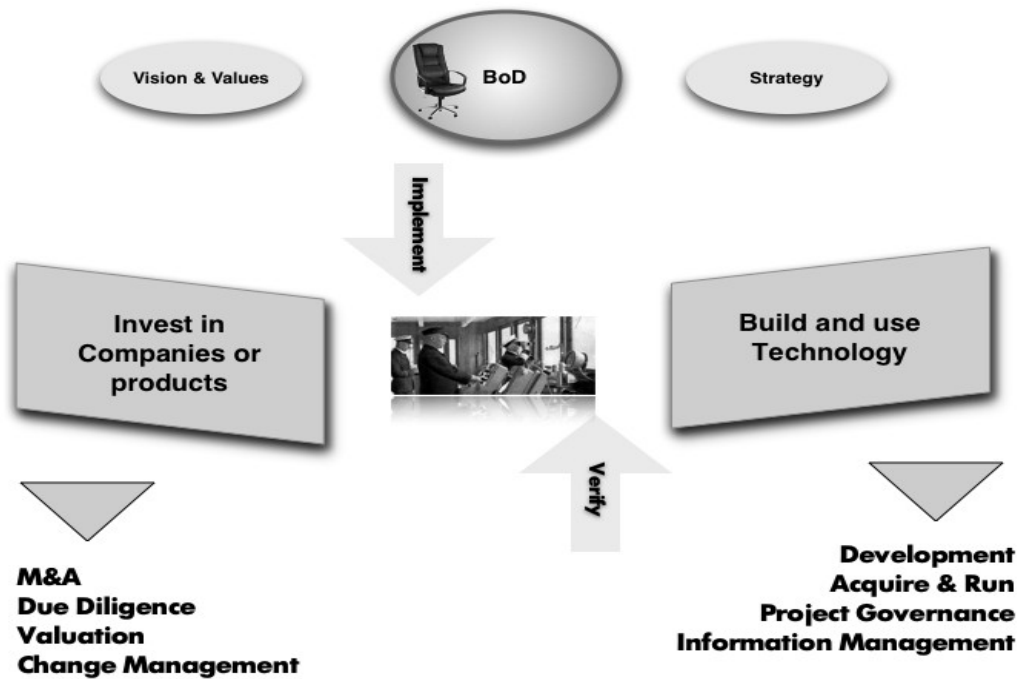 Vision & Values
BoD
Strategy
Implement
Invest in
Companies or
products
Build and use
Technology
Verify
M&A
Due Diligence
Valuation
Change Management
Development
Acquire & Run
Project Governance
Information Management